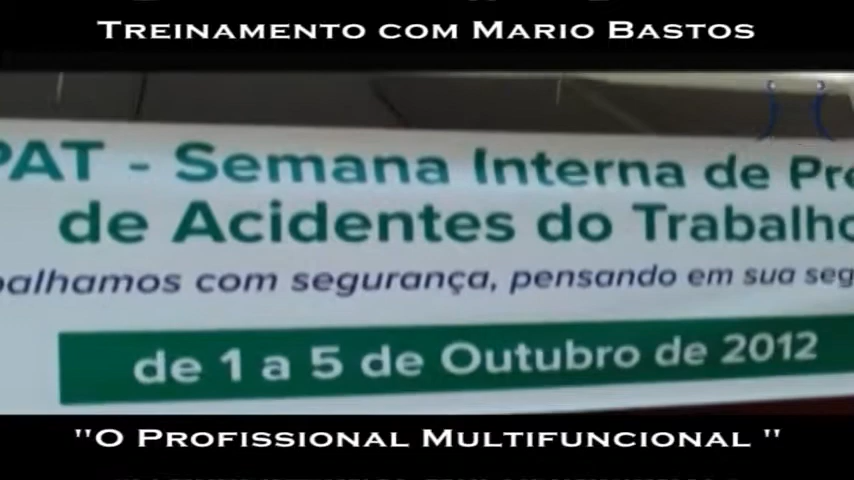 Treinamento com Mario Bastos
PAT - Semana Interna de Pre
de Acidentes do Trabalho
balhamos com segurança, pensando em sua seg
de 1 a 5 de Outubro de 2012
"O Profissional Multifuncional "